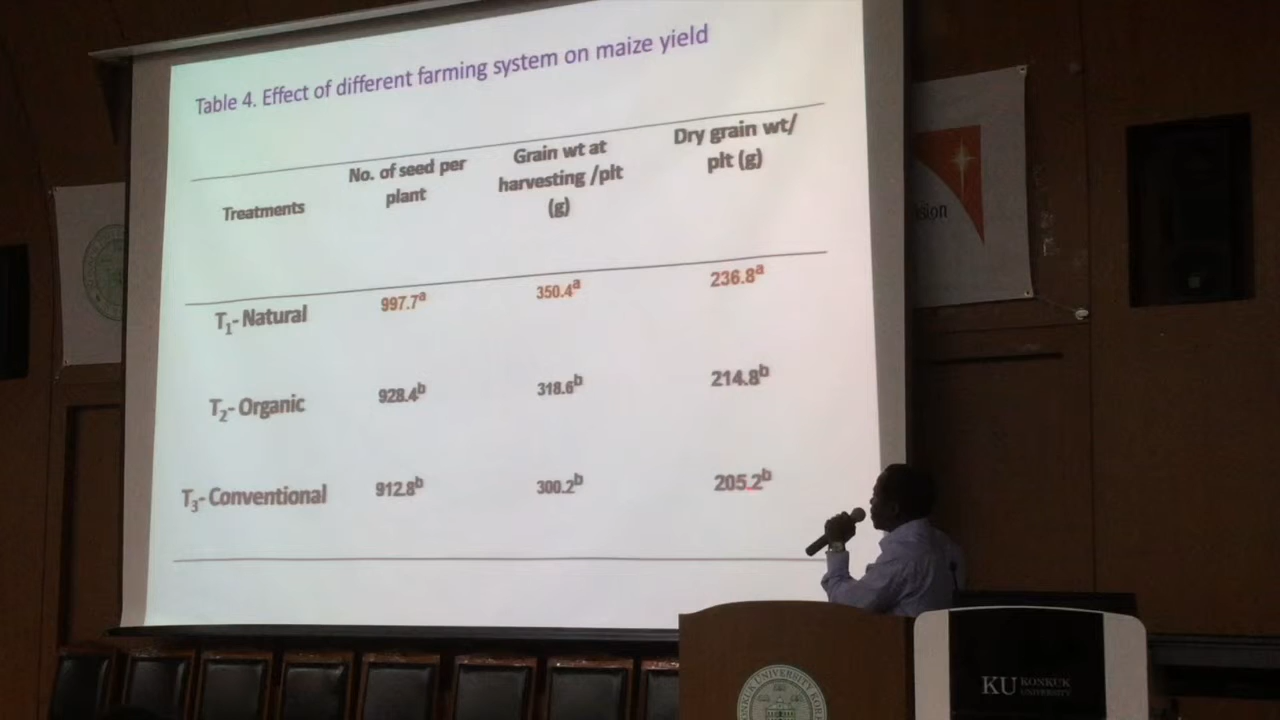 Table 4. Effect of different farming system on maize yield
Treatments
No. of seed per
plant
Grain wt at
harvesting /plt
(g)
Dry grain wt/
plt (g)
T₁- Natural 997.7ᵃ 350.4ᵃ 236.8ᵃ
T₂- Organic 928.4ᵇ 318.6ᵇ 214.8ᵇ
T₃- Conventional 912.8ᵇ 300.2ᵇ 205.2ᵇ
KU KONKUK
UNIVERSITY
KONKUK UNIVERSITY